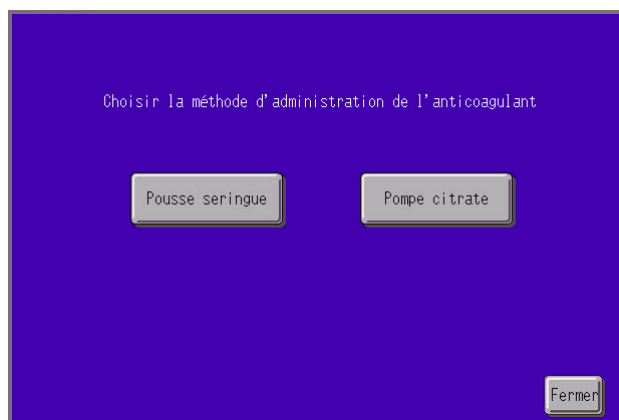 Choisir la méthode d'administration de l'anticoagulant
Pousse seringue
Pompe citrate
Fermer